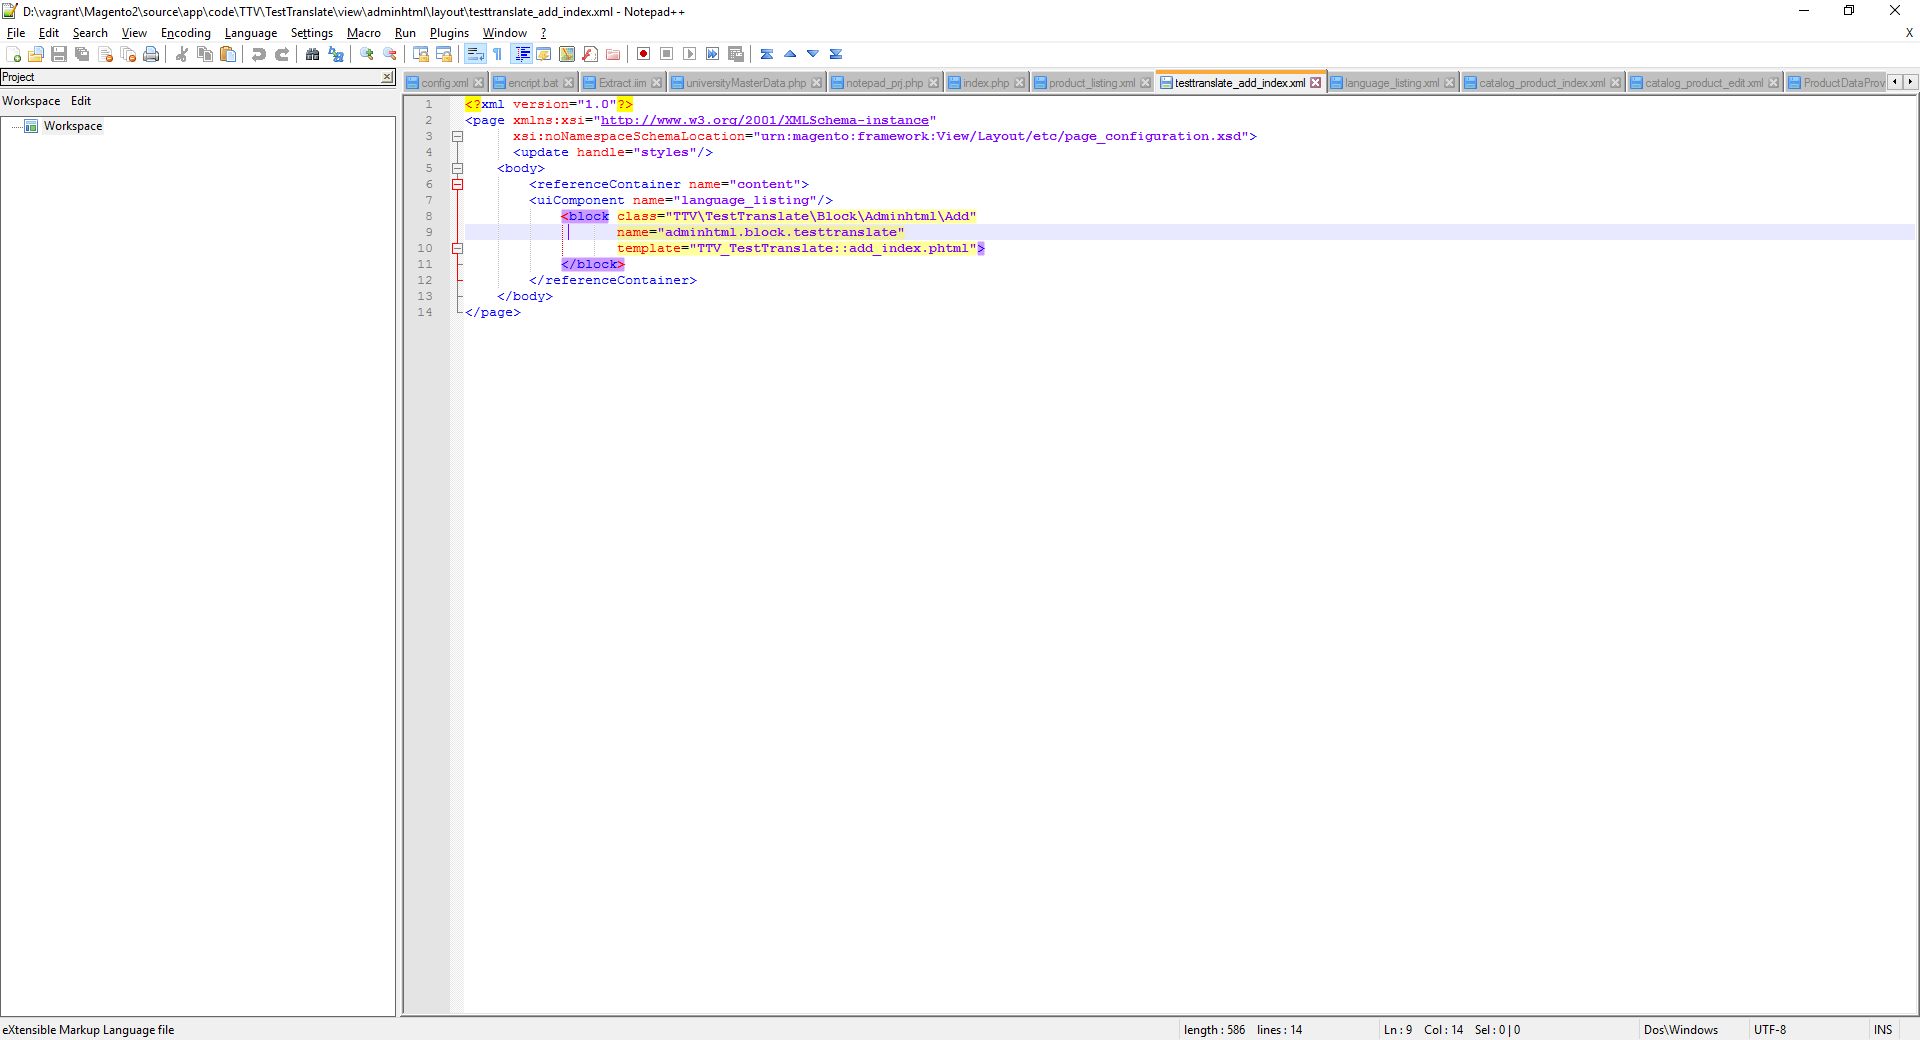 D:\vagrant\Magento2\source\app\code\TTV\TestTranslate\view\adminhtml\layout\testtranslate_add_index.xml - Notepad++
File Edit Search View Encoding Language Settings Macro Run Plugins Window ? X
Project
Workspace Edit
Workspace
config.xml encript.bat Extract.iim universityMasterData.php notepad_prj.php index.php product_listing.xml testtranslate_add_index.xml language_listing.xml catalog_product_index.xml catalog_product_edit.xml ProductDataProv
1 <?xml version="1.0"?>
2 <page xmlns:xsi="http://www.w3.org/2001/XMLSchema-instance"
3 xsi:noNamespaceSchemaLocation="urn:magento:framework:View/Layout/etc/page_configuration.xsd">
4 <update handle="styles"/>
5 <body>
6 <referenceContainer name="content">
7 <uiComponent name="language_listing"/>
8 <block class="TTV\TestTranslate\Block\Adminhtml\Add"
9 name="adminhtml.block.testtranslate"
10 template="TTV_TestTranslate::add_index.phtml">
11 </block>
12 </referenceContainer>
13 </body>
14 </page>
eXtensible Markup Language file length : 586 lines : 14 Ln : 9 Col : 14 Sel : 0 | 0 Dos\Windows UTF-8 INS